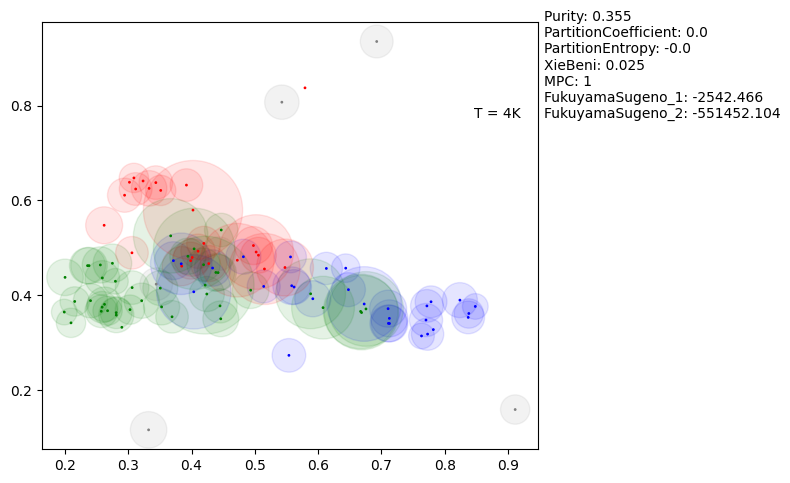 Purity: 0.355
PartitionCoefficient: 0.0
PartitionEntropy: -0.0
XieBeni: 0.025
MPC: 1
FukuyamaSugeno_1: -2542.466
FukuyamaSugeno_2: -551452.104
T = 4K
0.8
0.6
0.4
0.2
0.2 0.3 0.4 0.5 0.6 0.7 0.8 0.9